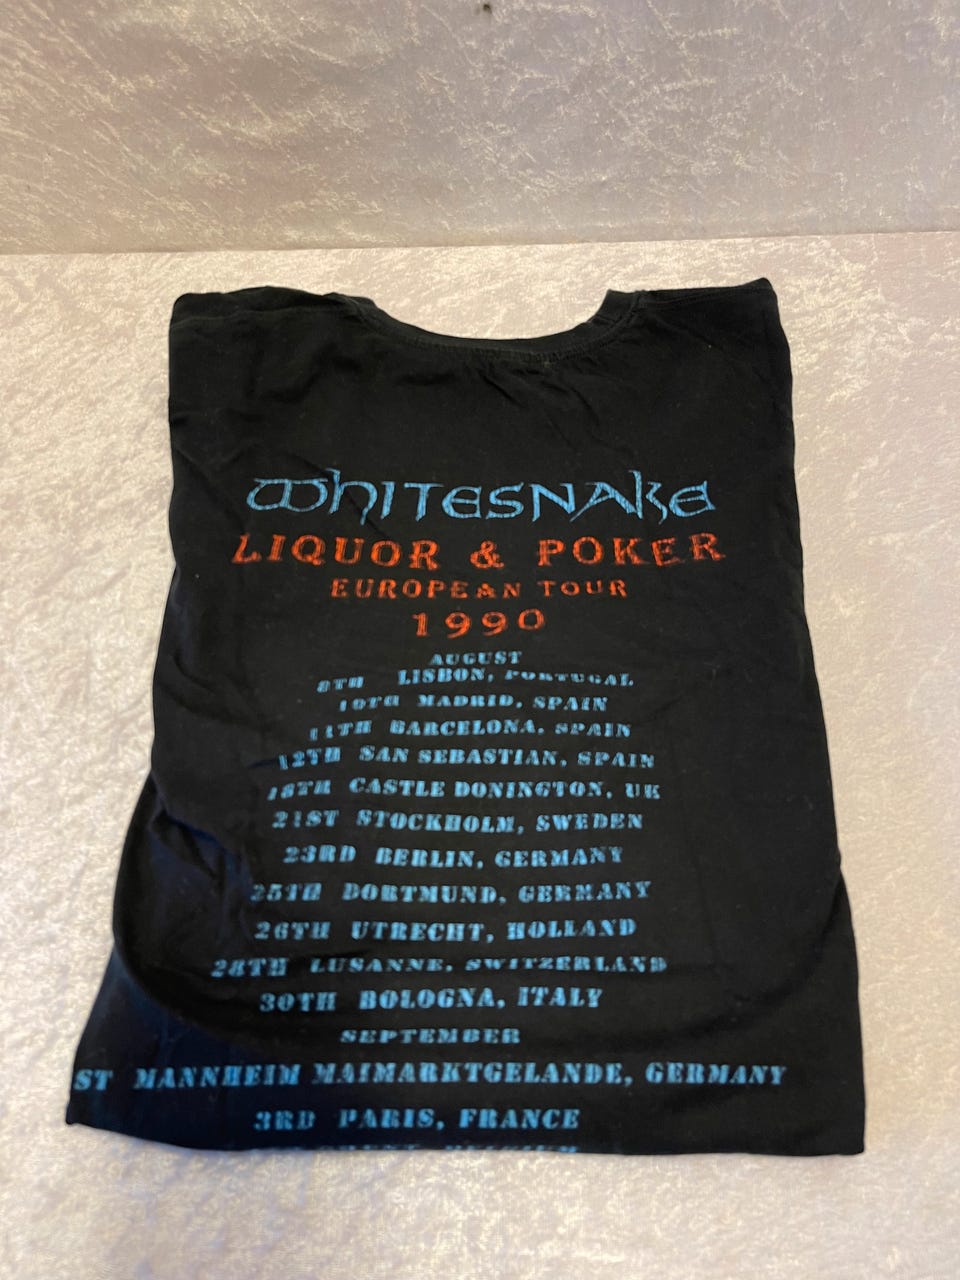 WHITESNAKE
LIQUOR & POKER
EUROPEAN TOUR
1990
AUGUST
8TH LISBON, PORTUGAL
10TH MADRID, SPAIN
11TH BARCELONA, SPAIN
12TH SAN SEBASTIAN, SPAIN
18TH CASTLE DONINGTON, UK
21ST STOCKHOLM, SWEDEN
23RD BERLIN, GERMANY
25TH DORTMUND, GERMANY
26TH UTRECHT, HOLLAND
28TH LUSANNE, SWITZERLAND
30TH BOLOGNA, ITALY
SEPTEMBER
ST MANNHEIM MAIMARKTGELANDE, GERMANY
3RD PARIS, FRANCE